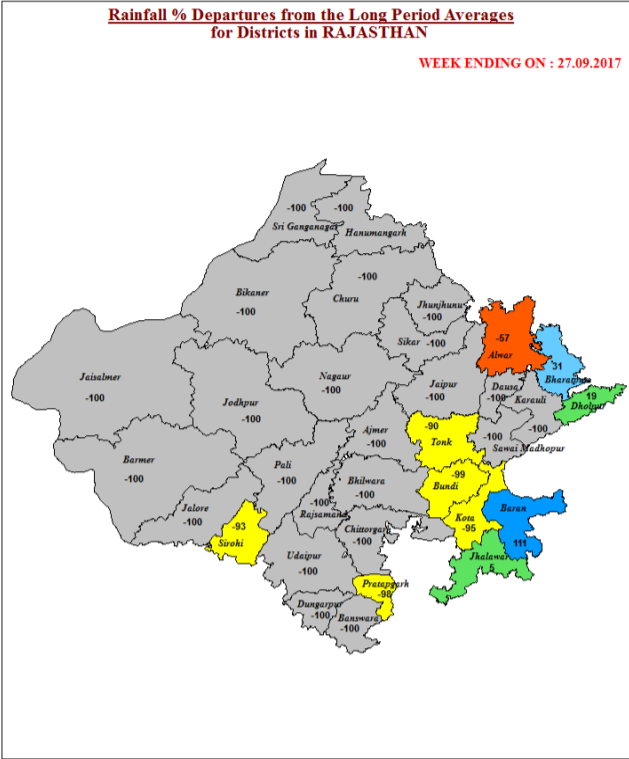 Rainfall % Departures from the Long Period Averages
for Districts in RAJASTHAN
WEEK ENDING ON : 27.09.2017
-100
Sri Ganganagar
-100
Hanumangarh
-100
Churu
Bikaner
-100
Jhunjhunu
-100
Sikar -100
-57
Alwar
31
Bharatpur
19
Dholpur
Jaisalmer
-100
Jodhpur
-100
Nagaur
-100
Jaipur
-100
Dausa
-100
Karauli
-100
-100
Sawai Madhopur
Ajmer
-100
-90
Tonk
Barmer
-100
Pali
-100
Bhilwara
-100
-99
Bundi
Jalore
-100
-93
Sirohi
-100
Rajsamand
Chittorgarh
-100
Kota
-95
Baran
111
Udaipur
-100
Jhalawar
5
Pratapgarh
-98
Dungarpur
-100
Banswara
-100